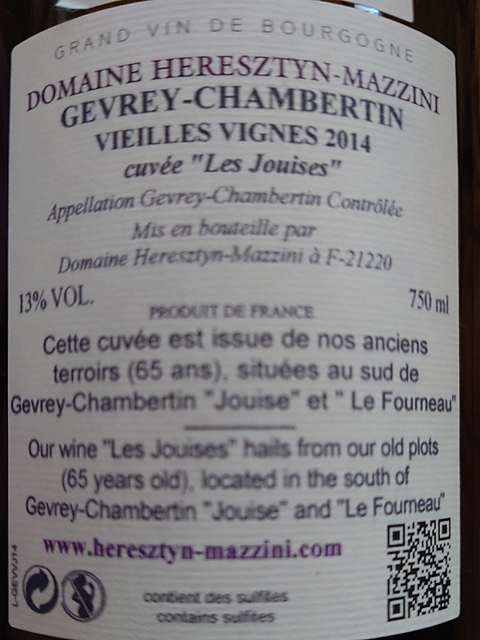 GRAND VIN DE BOURGOGNE
DOMAINE HERESZTYN-MAZZINI
GEVREY-CHAMBERTIN
VIEILLES VIGNES 2014
cuvée "Les Jouises"
Appellation Gevrey-Chambertin Contrôlée
Mis en bouteille par
Domaine Heresztyn-Mazzini à F-21220
13% VOL.
750 ml
PRODUIT DE FRANCE
Cette cuvée est issue de nos anciens
terroirs (65 ans), situées au sud de
Gevrey-Chambertin "Jouise" et " Le Fourneau"
Our wine "Les Jouises" hails from our old plots
(65 years old), located in the south of
Gevrey-Chambertin "Jouise" and "Le Fourneau"
www.heresztyn-mazzini.com
L-GEVVJ14
contient des sulfites
contains sulfites